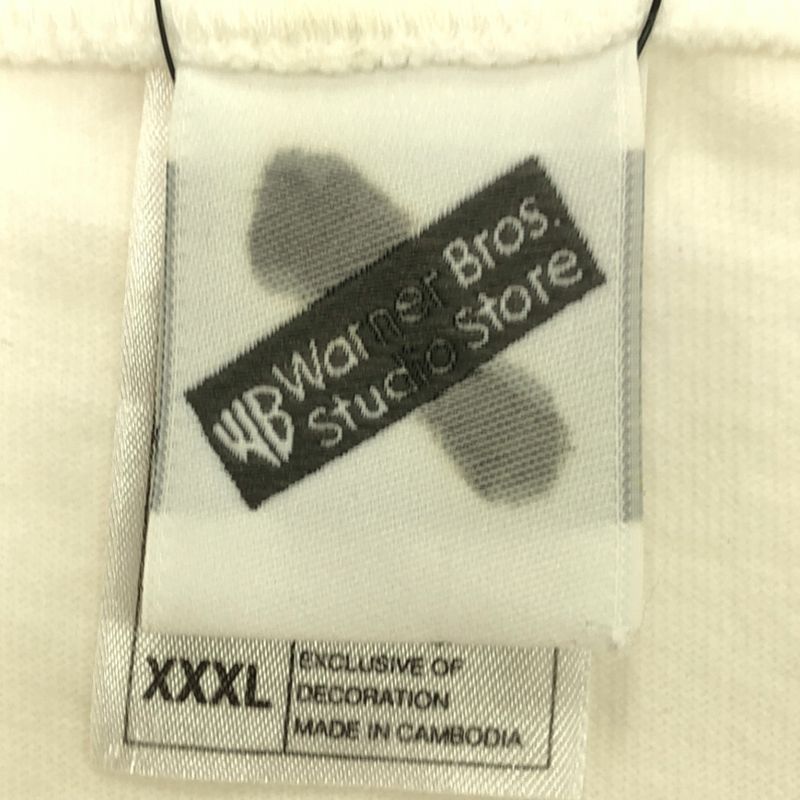 WB Warner Bros.
Studio Store
XXXL
EXCLUSIVE OF
DECORATION
MADE IN CAMBODIA